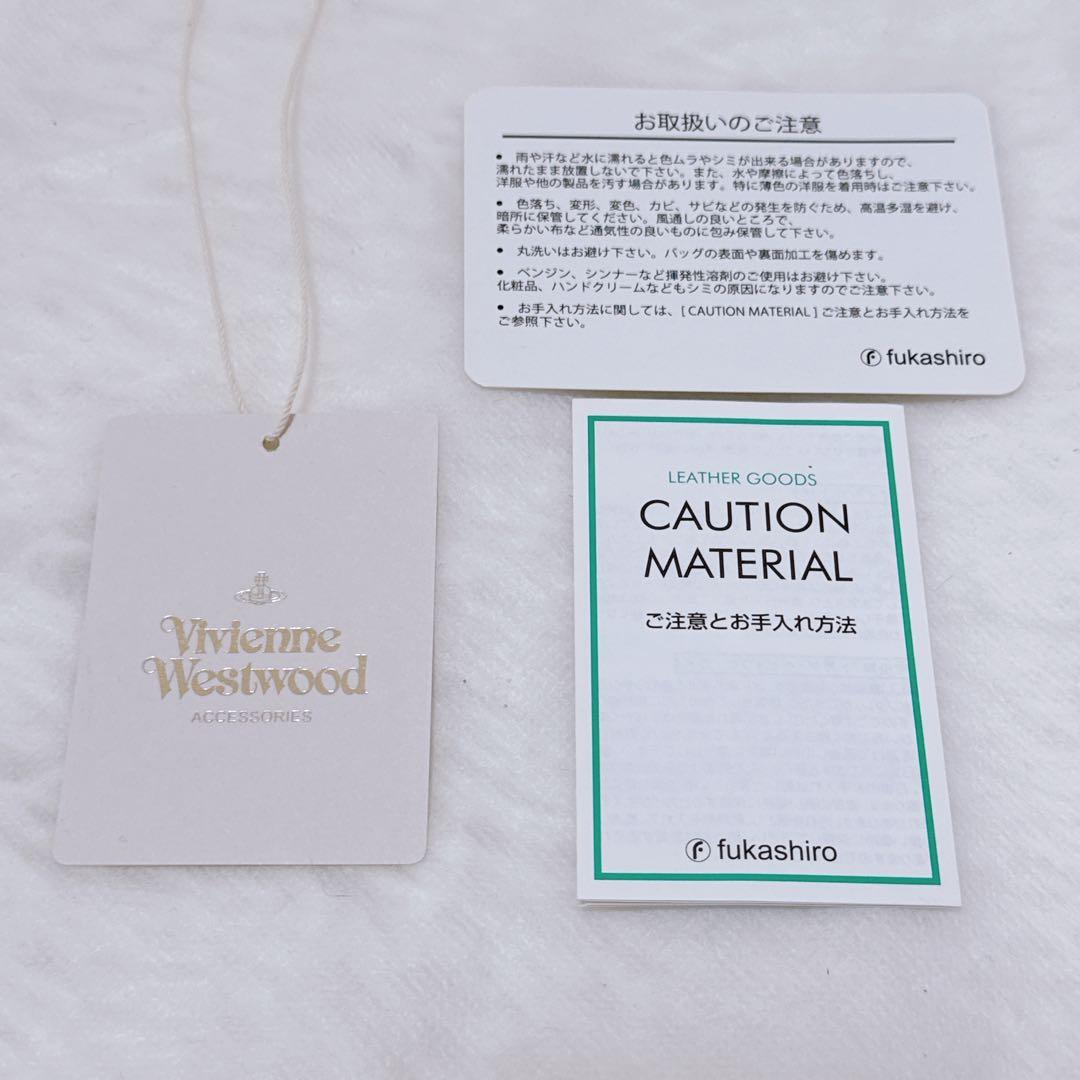 お取扱いのご注意
● 雨や汗など水に濡れると色ムラやシミが出来る場合がありますので、
濡れたまま放置しないで下さい。また、水や摩擦によって色落ちし、
洋服や他の製品を汚す場合があります。特に薄色の洋服を着用時はご注意下さい。
● 色落ち、変形、変色、カビ、サビなどの発生を防ぐため、高温多湿を避け、
暗所に保管してください。風通しの良いところで、
柔らかい布など通気性の良いものに包み保管して下さい。
● 丸洗いはお避け下さい。バッグの表面や裏面加工を傷めます。
● ベンジン、シンナーなど揮発性溶剤のご使用はお避け下さい。
化粧品、ハンドクリームなどもシミの原因になりますのでご注意下さい。
● お手入れ方法に関しては、[ CAUTION MATERIAL ] ご注意とお手入れ方法を
ご参照下さい。
fukashiro
Vivienne
Westwood
ACCESSORIES
LEATHER GOODS
CAUTION
MATERIAL
ご注意とお手入れ方法
fukashiro